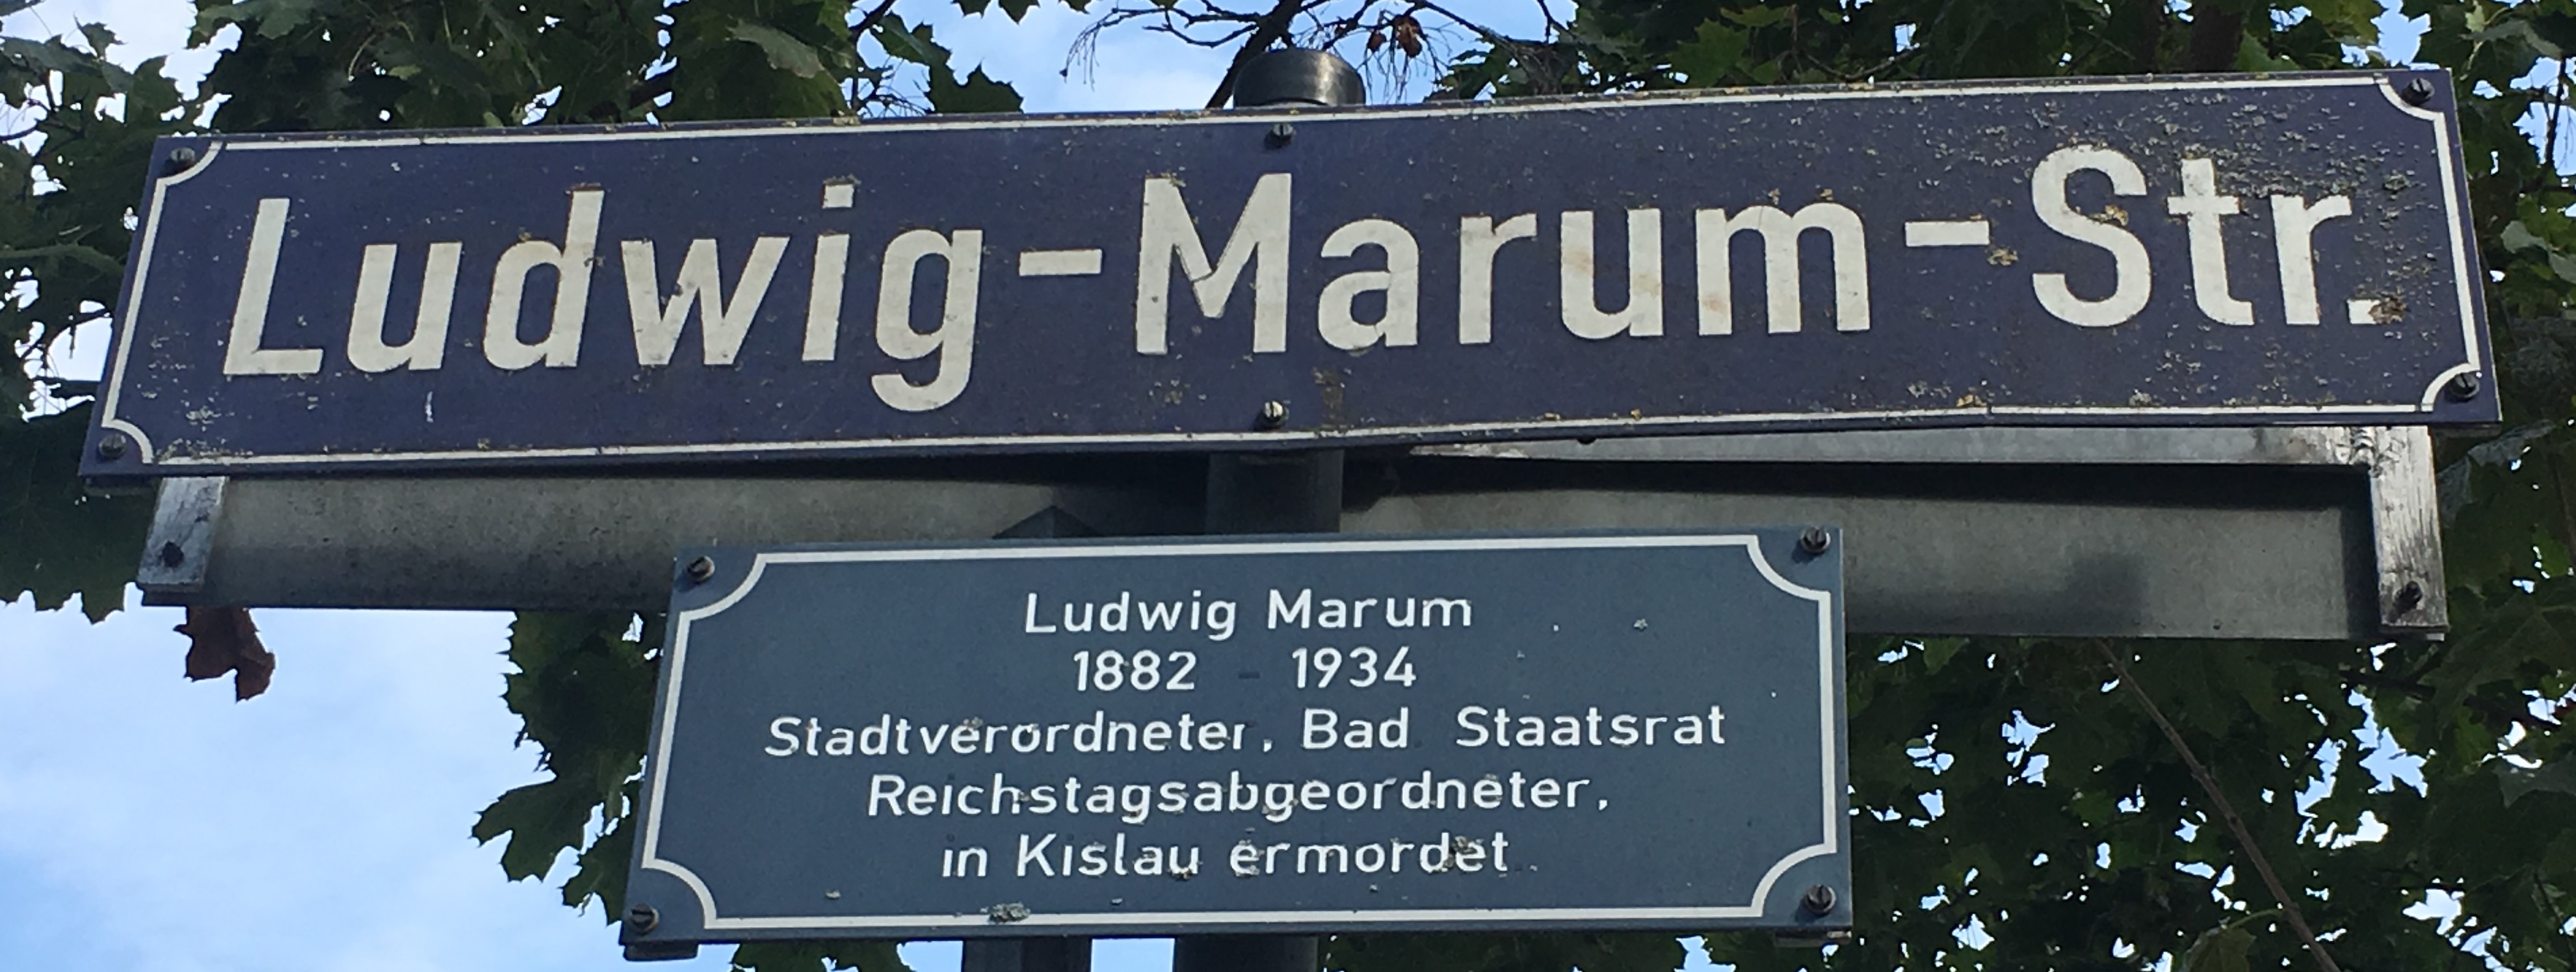 Ludwig-Marum-Str.
Ludwig Marum
1882 - 1934
Stadtverordneter, Bad Staatsrat
Reichstagsabgeordneter,
in Kislau ermordet